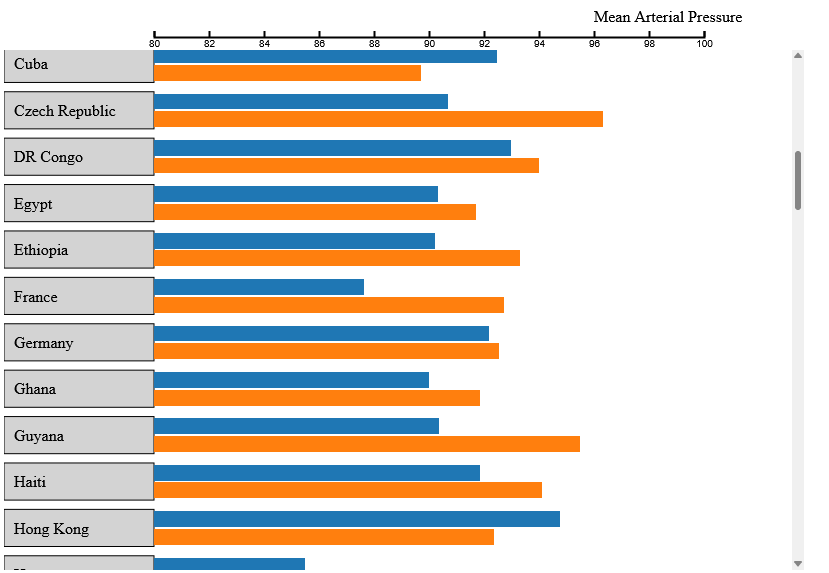 Mean Arterial Pressure
80 82 84 86 88 90 92 94 96 98 100
Cuba
Czech Republic
DR Congo
Egypt
Ethiopia
France
Germany
Ghana
Guyana
Haiti
Hong Kong